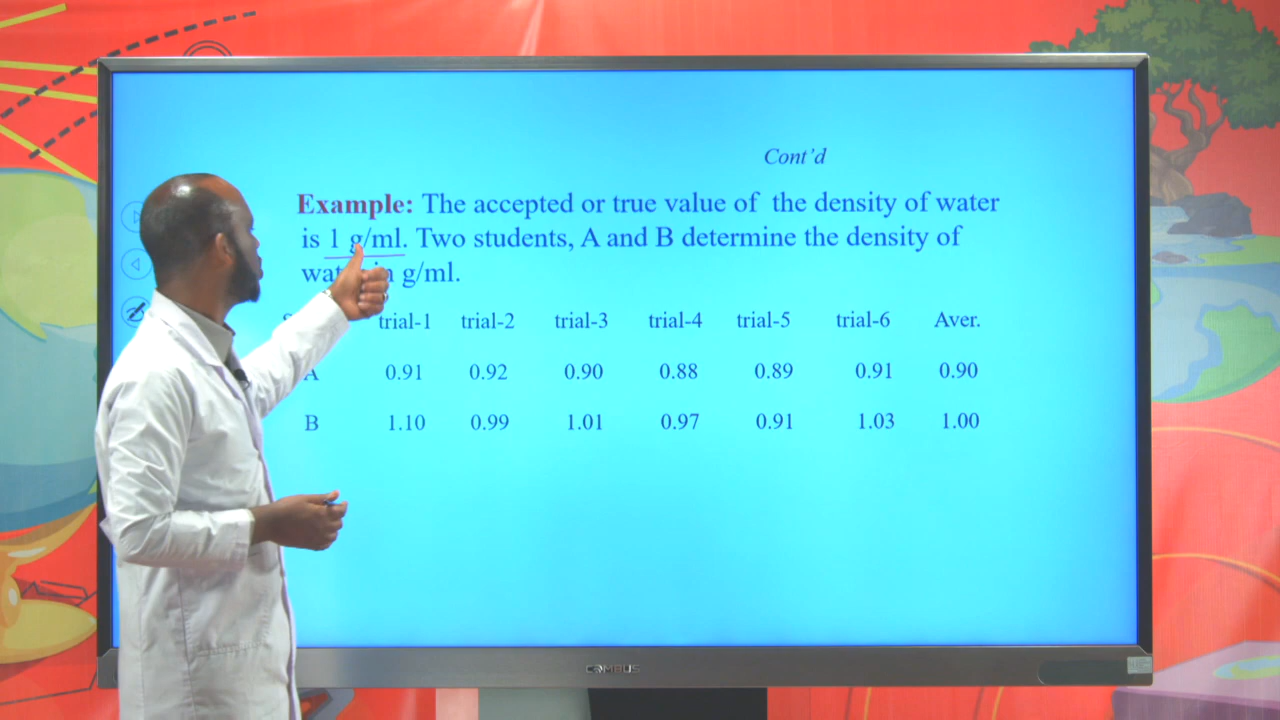 Cont'd
Example: The accepted or true value of the density of water
is 1 g/ml. Two students, A and B determine the density of
in g/ml.
trial-1 trial-2 trial-3 trial-4 trial-5 trial-6 Aver.
A 0.91 0.92 0.90 0.88 0.89 0.91 0.90
B 1.10 0.99 1.01 0.97 0.91 1.03 1.00